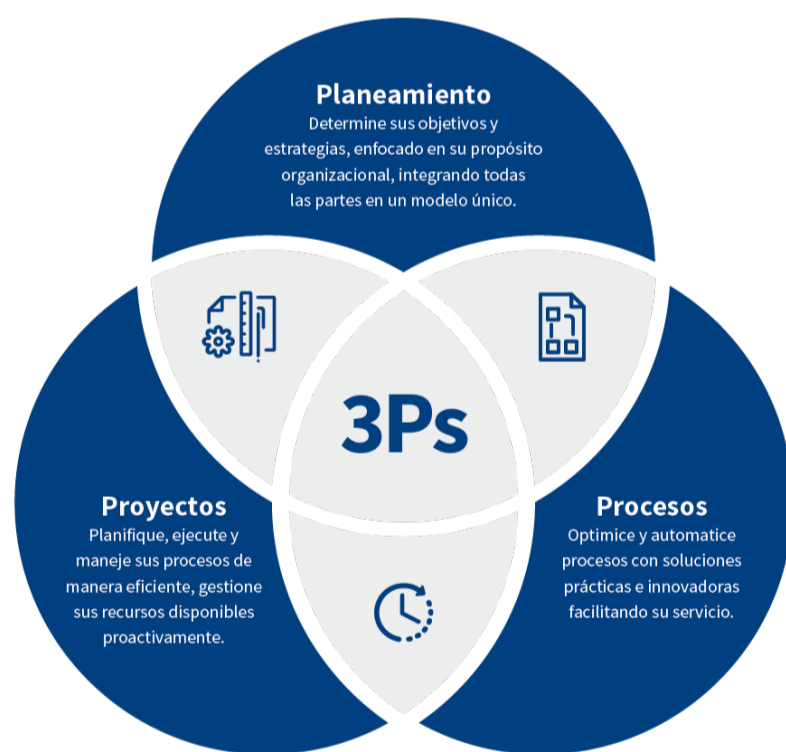 Planeamiento
Determine sus objetivos y
estrategias, enfocado en su propósito
organizacional, integrando todas
las partes en un modelo único.
3Ps
Proyectos
Planifique, ejecute y
maneje sus procesos de
manera eficiente, gestione
sus recursos disponibles
proactivamente.
Procesos
Optimice y automatice
procesos con soluciones
prácticas e innovadoras
facilitando su servicio.